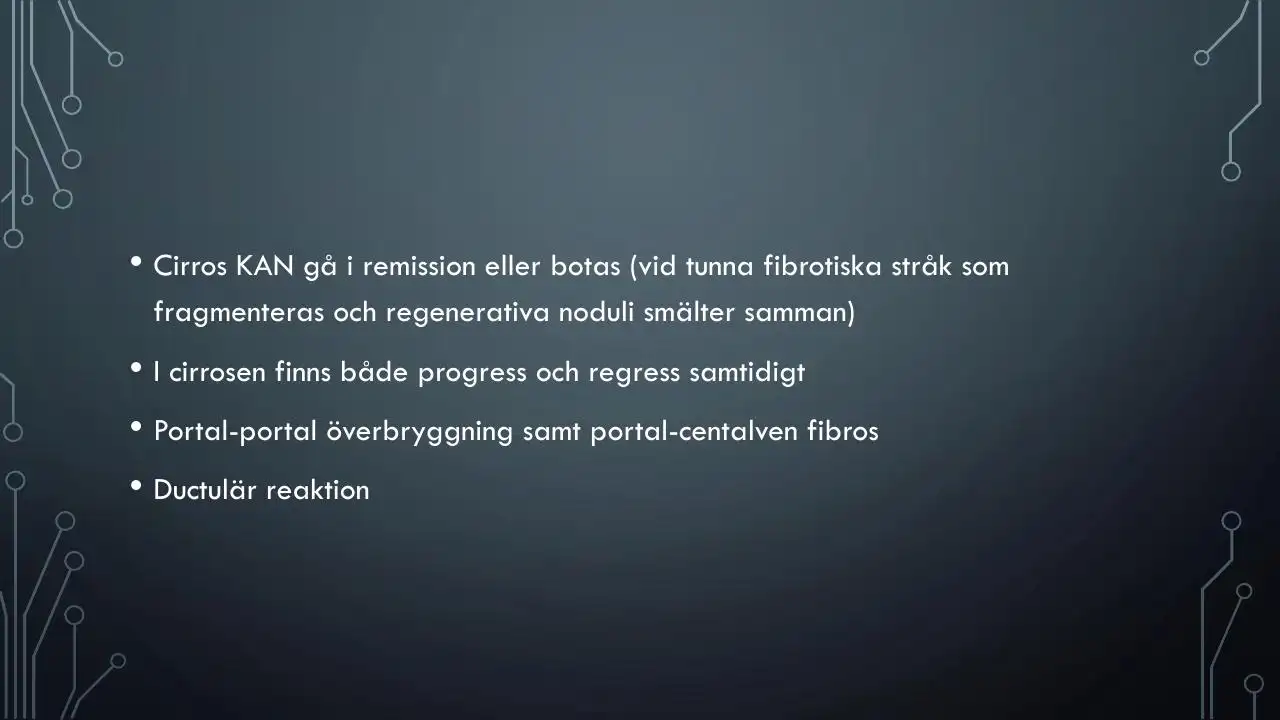 • Cirros KAN gå i remission eller botas (vid tunna fibrotiska stråk som
fragmenteras och regenerativa noduli smälter samman)
• I cirrosen finns både progress och regress samtidigt
• Portal-portal överbryggning samt portal-centalven fibros
• Ductulär reaktion